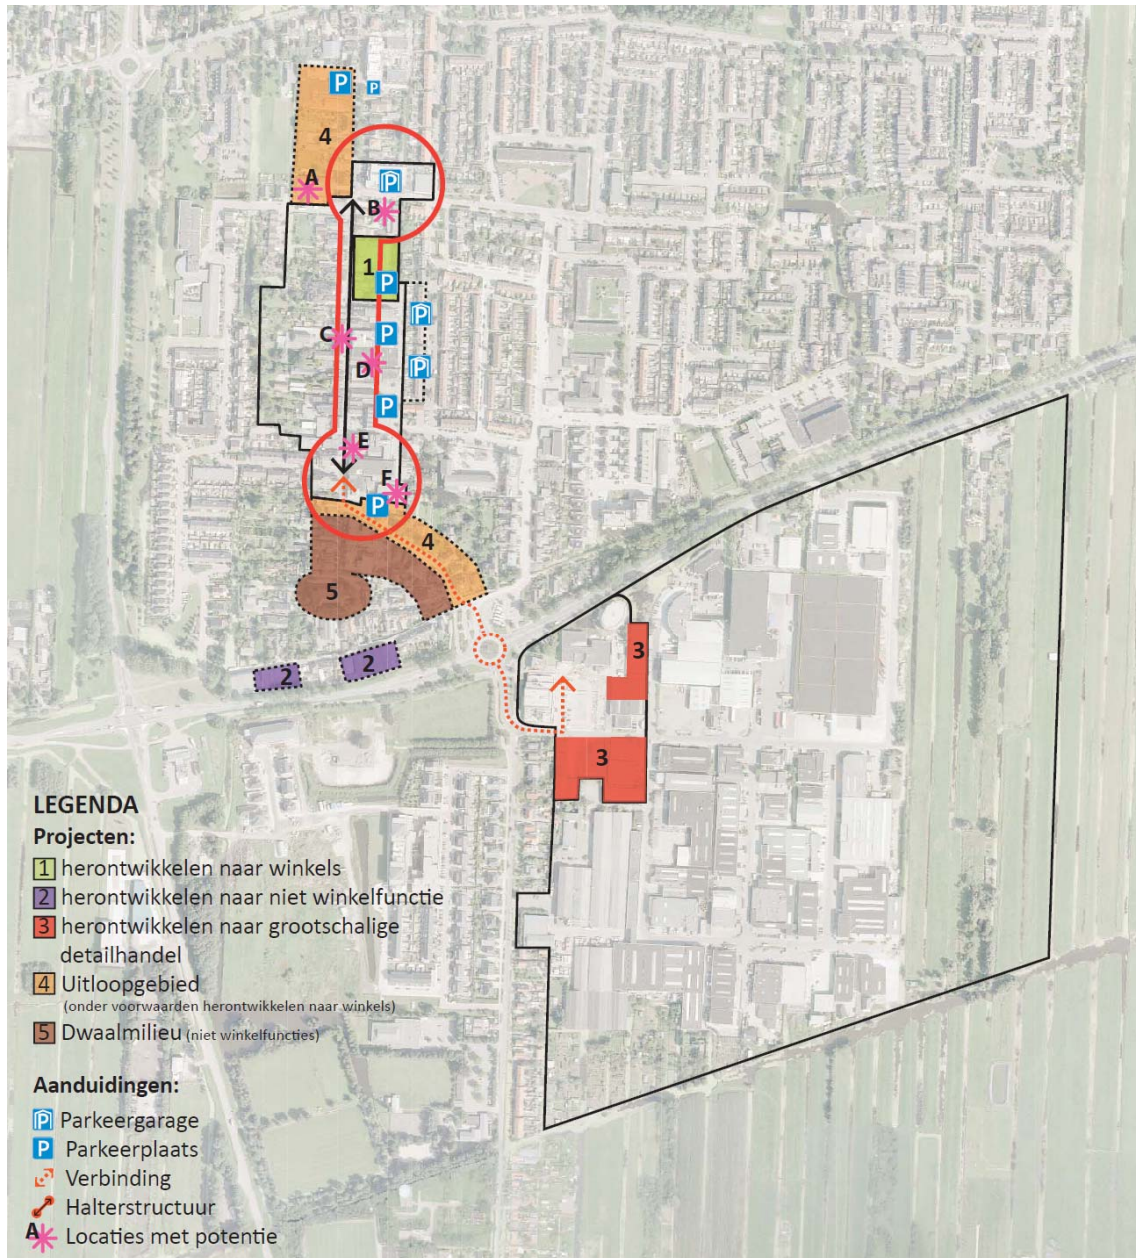 P
P
4
A
P
B
1
P
P
C
P
D
P
P
E
F
P
4
5
2
2
3
3
LEGENDA
Projecten:
1 herontwikkelen naar winkels
2 herontwikkelen naar niet winkelfunctie
3 herontwikkelen naar grootschalige
detailhandel
4 Uitloopgebied
(onder voorwaarden herontwikkelen naar winkels)
5 Dwaalmilieu (niet winkelfuncties)
Aanduidingen:
P Parkeergarage
P Parkeerplaats
Verbinding
Halterstructuur
A Locaties met potentie